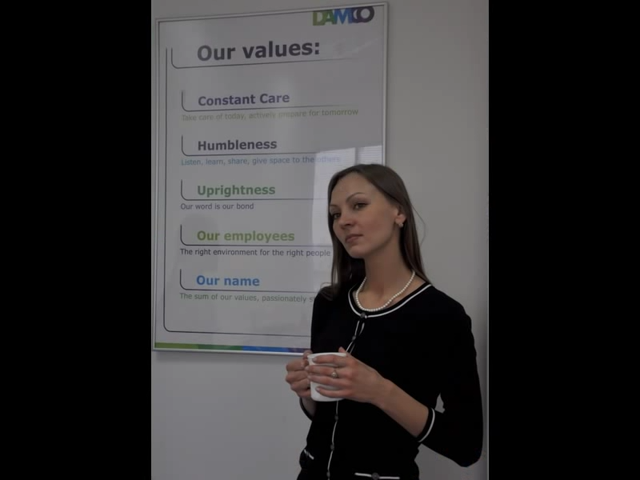 DAMCO
Our values:
Constant Care
Take care of today, actively prepare for tomorrow
Humbleness
Listen, learn, share, give space to the others
Uprightness
Our word is our bond
Our employees
The right environment for the right people
Our name
The sum of our values, passionately